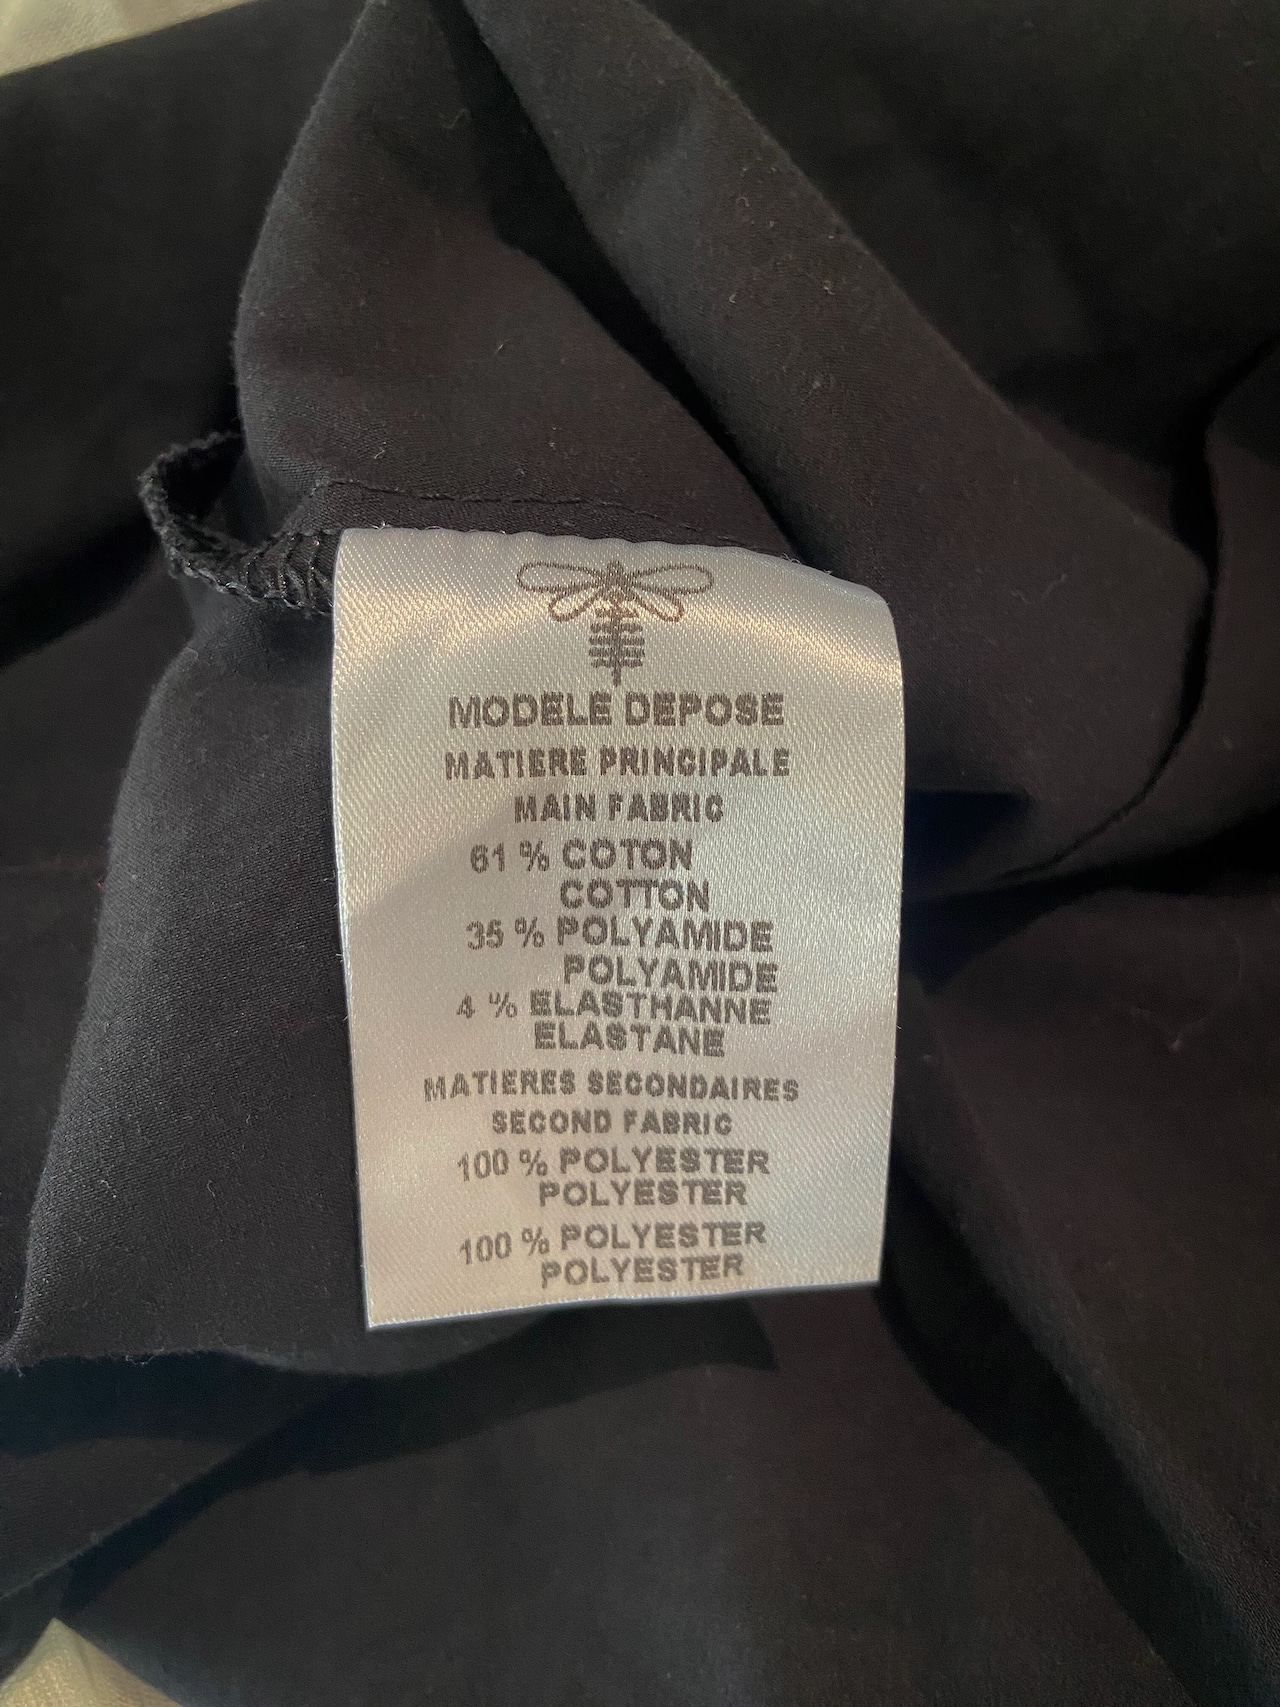 MODELE DEPOSE
MATIERE PRINCIPALE
MAIN FABRIC
61 % COTON
COTTON
35 % POLYAMIDE
POLYAMIDE
4 % ELASTHANNE
ELASTANE
MATIERES SECONDAIRES
SECOND FABRIC
100 % POLYESTER
POLYESTER
100 % POLYESTER
POLYESTER